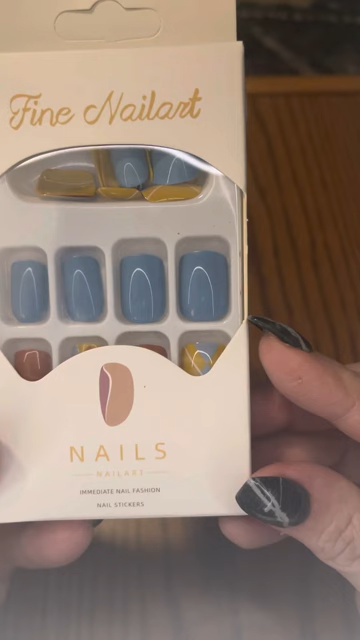 Fine Nailart
NAILS
NAILART
IMMEDIATE NAIL FASHION
NAIL STICKERS